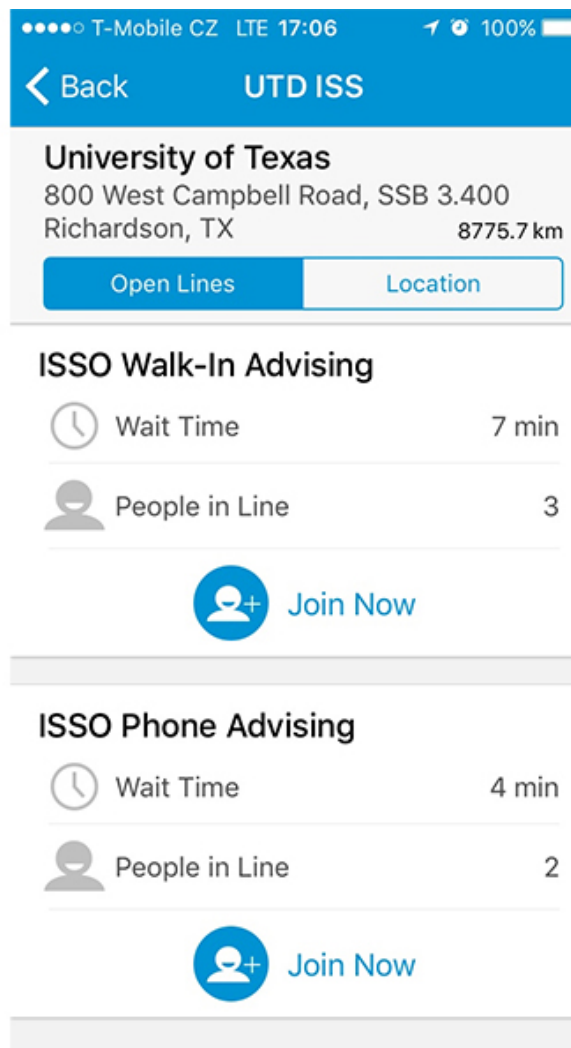 T-Mobile CZ LTE 17:06 100%
Back UTD ISS
University of Texas
800 West Campbell Road, SSB 3.400
Richardson, TX 8775.7 km
Open Lines Location
ISSO Walk-In Advising
Wait Time 7 min
People in Line 3
Join Now
ISSO Phone Advising
Wait Time 4 min
People in Line 2
Join Now